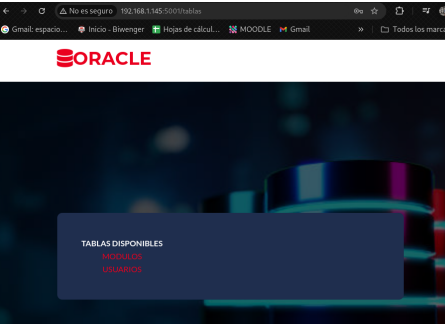 No es seguro 192.168.1.145:5001/tablas
Gmail: espacio... Inicio - Biwenger Hojas de cálcul... MOODLE Gmail » Todos los marca
ORACLE
TABLAS DISPONIBLES
MODULOS
USUARIOS